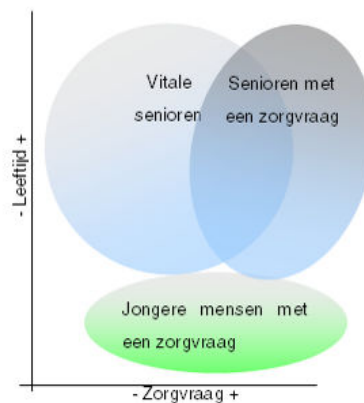 Vitale
senioren
Senioren met
een zorgvraag
- Leeftijd +
Jongere mensen met
een zorgvraag
- Zorgvraag +